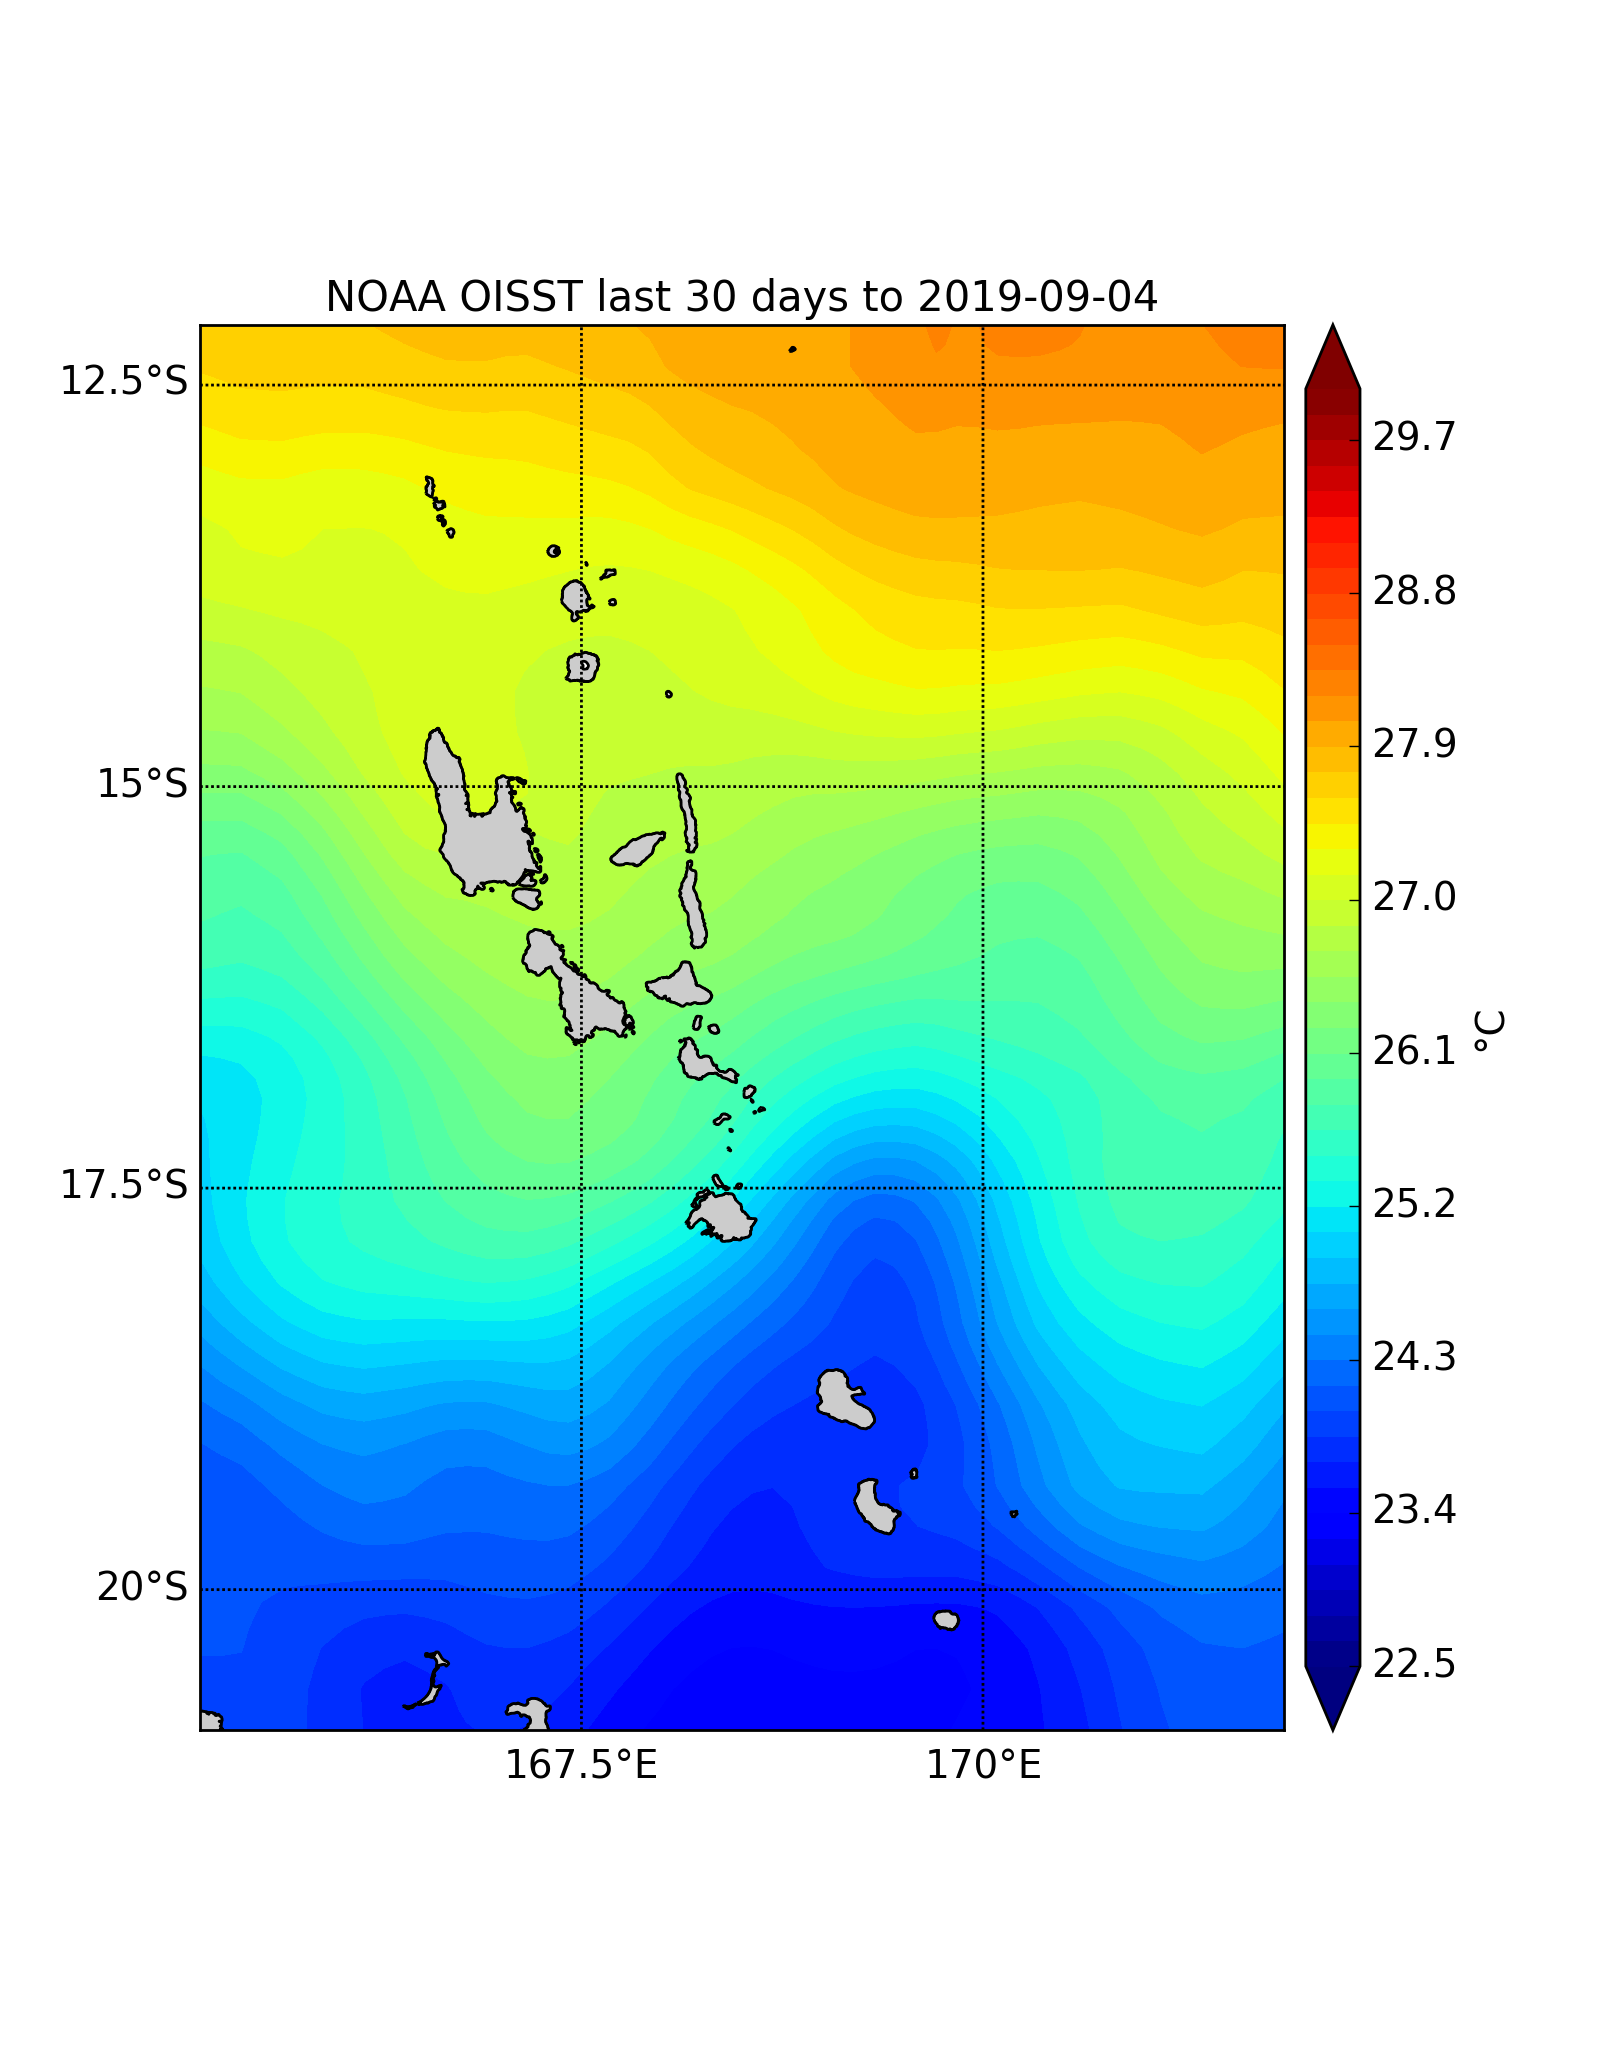 NOAA OISST last 30 days to 2019-09-04
12.5°S
15°S
17.5°S
20°S
167.5°E
170°E
29.7
28.8
27.9
27.0
26.1
25.2
24.3
23.4
22.5
°C